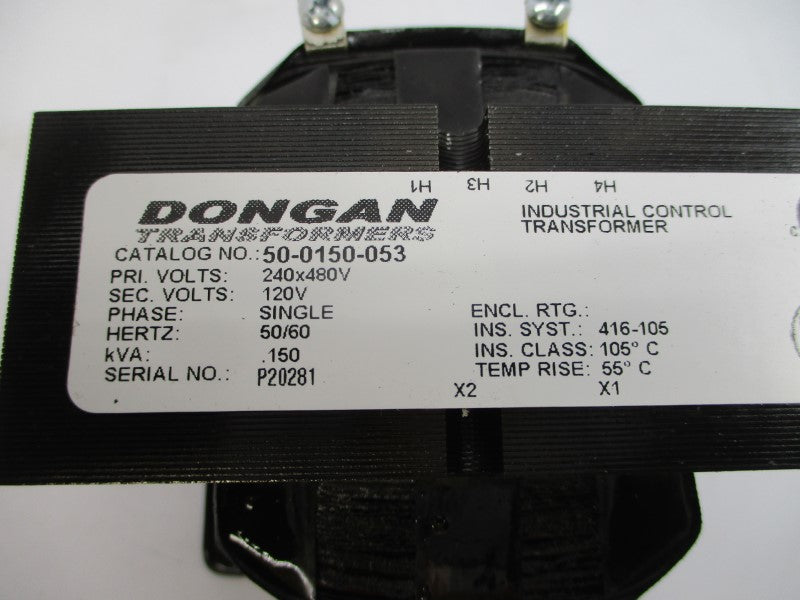 H1 H3 H2 H4
DONGAN
TRANSFORMERS
INDUSTRIAL CONTROL
TRANSFORMER
CATALOG NO.: 50-0150-053
PRI. VOLTS: 240x480V
SEC. VOLTS: 120V
PHASE: SINGLE
HERTZ: 50/60
kVA: .150
SERIAL NO.: P20281
ENCL. RTG.:
INS. SYST.: 416-105
INS. CLASS: 105° C
TEMP RISE: 55° C
X2 X1